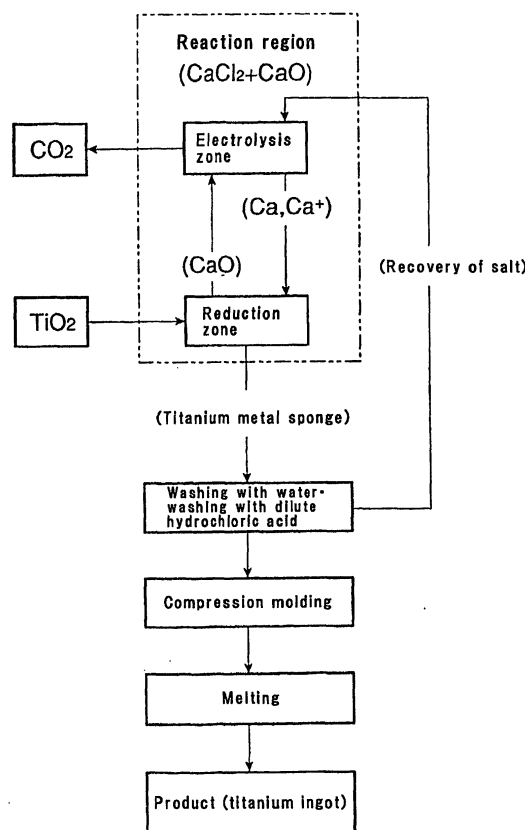 Reaction region
(CaCl2+CaO)
Electrolysis
zone
CO2
(Ca,Ca+)
(CaO)
(Recovery of salt)
TiO2
Reduction
zone
(Titanium metal sponge)
Washing with water-
washing with dilute
hydrochloric acid
Compression molding
Melting
Product (titanium ingot)